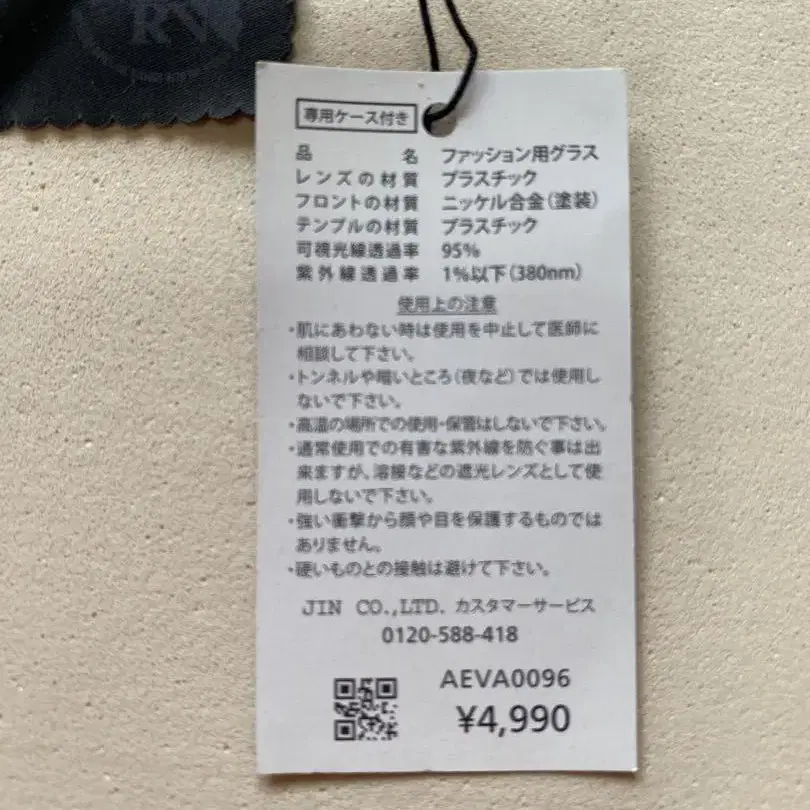 専用ケース付き
品名 ファッション用グラス
レンズの材質 プラスチック
フロントの材質 ニッケル合金(塗装)
テンプルの材質 プラスチック
可視光線透過率 95%
紫外線透過率 1%以下(380nm)
使用上の注意
・肌にあわない時は使用を中止して医師に
相談して下さい。
・トンネルや暗いところ(夜など)では使用し
ないで下さい。
・高温の場所での使用・保管はしないで下さい。
・通常使用での有害な紫外線を防ぐ事は出
来ますが、溶接などの遮光レンズとして使
用しないで下さい。
・強い衝撃から顔や目を保護するものでは
ありません。
・硬いものとの接触は避けて下さい。
JIN CO.,LTD. カスタマーサービス
0120-588-418
AEVA0096
¥4,990